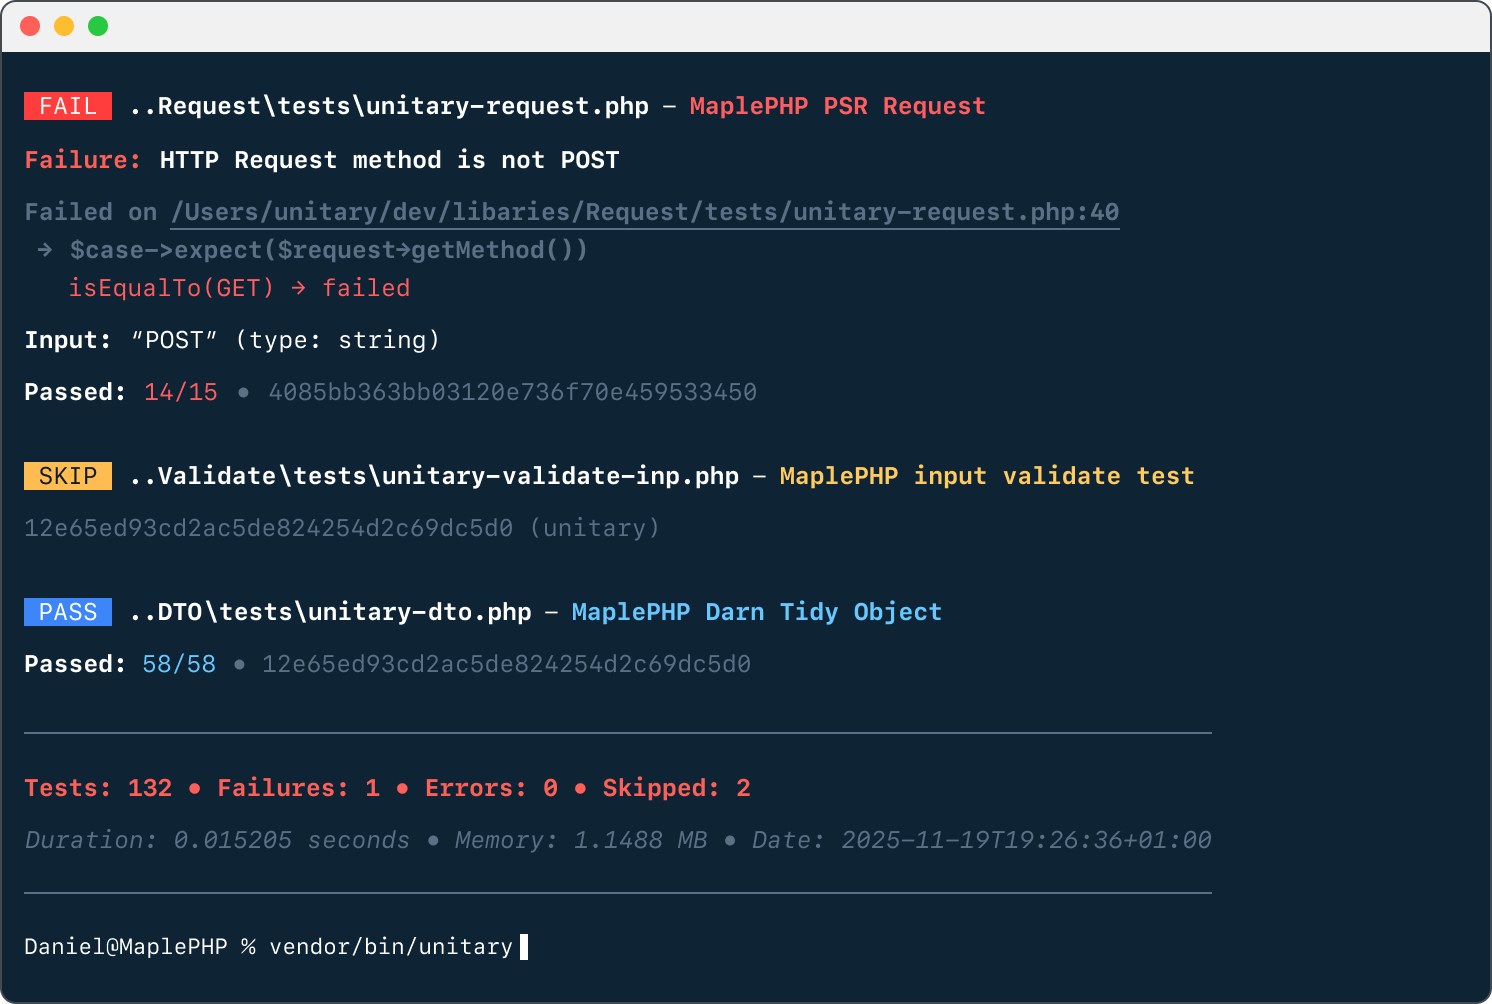 FAIL ..Request\tests\unitary-request.php – MaplePHP PSR Request
Failure: HTTP Request method is not POST
Failed on /Users/unitary/dev/libaries/Request/tests/unitary-request.php:40
→ $case->expect($request→getMethod())
isEqualTo(GET) → failed
Input: “POST” (type: string)
Passed: 14/15 ● 4085bb363bb03120e736f70e459533450
SKIP ..Validate\tests\unitary-validate-inp.php – MaplePHP input validate test
12e65ed93cd2ac5de824254d2c69dc5d0 (unitary)
PASS ..DTO\tests\unitary-dto.php – MaplePHP Darn Tidy Object
Passed: 58/58 ● 12e65ed93cd2ac5de824254d2c69dc5d0
Tests: 132 ● Failures: 1 ● Errors: 0 ● Skipped: 2
Duration: 0.015205 seconds ● Memory: 1.1488 MB ● Date: 2025-11-19T19:26:36+01:00
Daniel@MaplePHP % vendor/bin/unitary